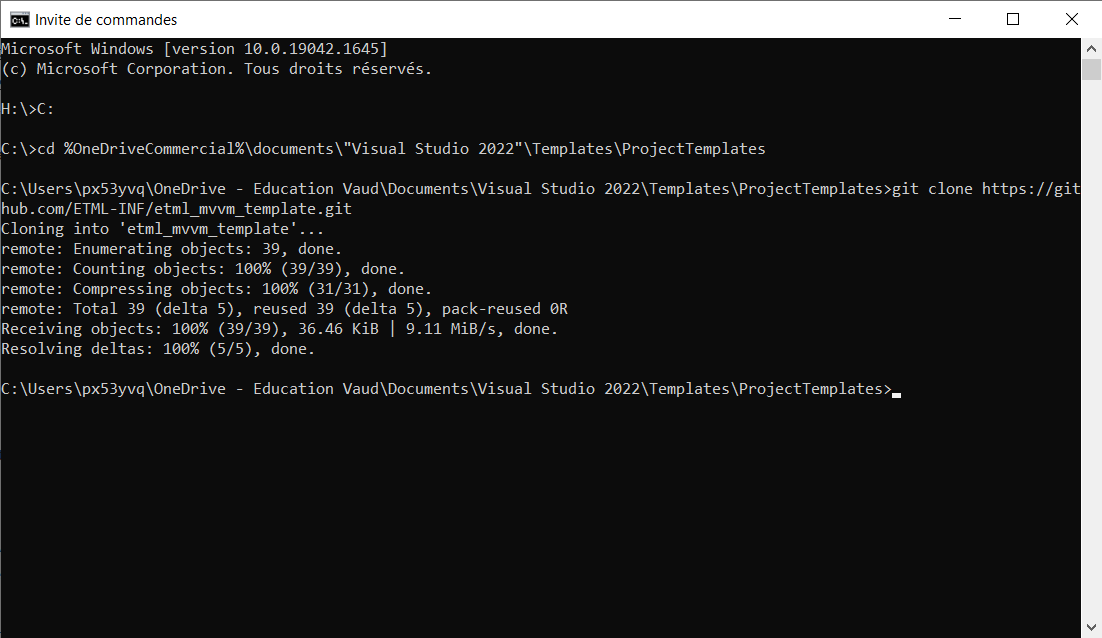 Invite de commandes
Microsoft Windows [version 10.0.19042.1645]
(c) Microsoft Corporation. Tous droits réservés.
H:\>C:
C:\>cd %OneDriveCommercial%\documents\"Visual Studio 2022"\Templates\ProjectTemplates
C:\Users\px53yvq\OneDrive - Education Vaud\Documents\Visual Studio 2022\Templates\ProjectTemplates>git clone https://git
hub.com/ETML-INF/etml_mvvm_template.git
Cloning into 'etml_mvvm_template'...
remote: Enumerating objects: 39, done.
remote: Counting objects: 100% (39/39), done.
remote: Compressing objects: 100% (31/31), done.
remote: Total 39 (delta 5), reused 39 (delta 5), pack-reused 0R
Receiving objects: 100% (39/39), 36.46 KiB | 9.11 MiB/s, done.
Resolving deltas: 100% (5/5), done.
C:\Users\px53yvq\OneDrive - Education Vaud\Documents\Visual Studio 2022\Templates\ProjectTemplates>